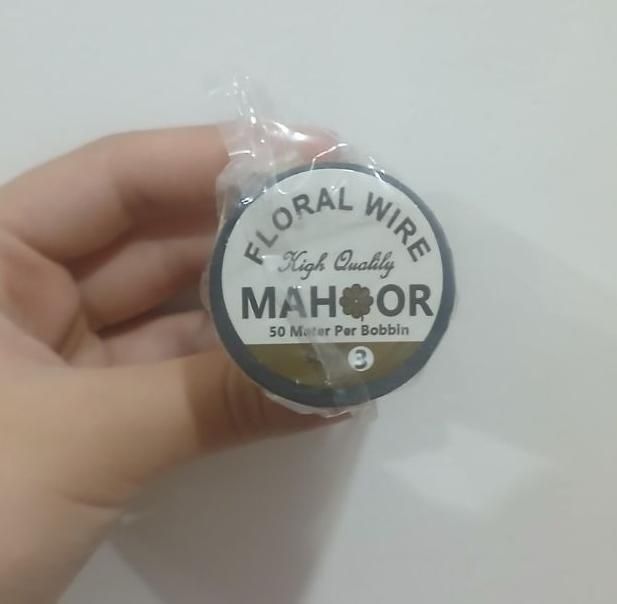 FLORAL WIRE
High Quality
MAHOOR
50 Meter Per Bobbin
3